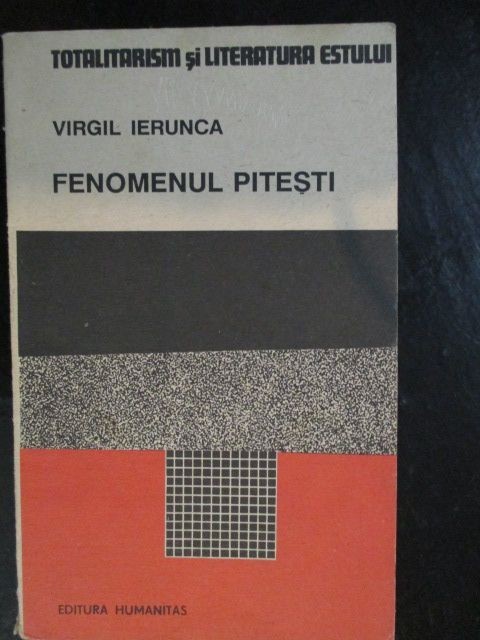 TOTALITARISM şi LITERATURA ESTULUI
VIRGIL IERUNCA
FENOMENUL PITEŞTI
EDITURA HUMANITAS